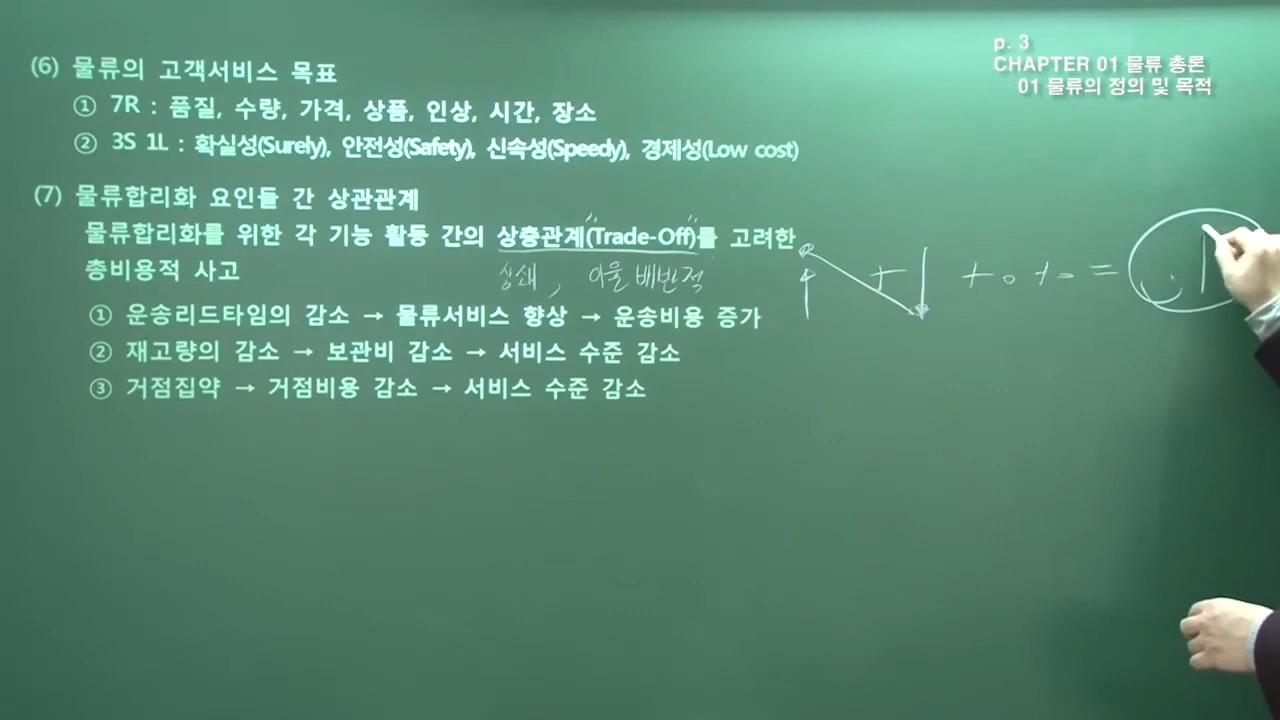 p. 3
CHAPTER 01 물류 총론
01 물류의 정의 및 목적
(6) 물류의 고객서비스 목표
① 7R : 품질, 수량, 가격, 상품, 인상, 시간, 장소
② 3S 1L : 확실성(Surely), 안전성(Safety), 신속성(Speedy), 경제성(Low cost)
(7) 물류합리화 요인들 간 상관관계
물류합리화를 위한 각 기능 활동 간의 상충관계(Trade-Off)를 고려한
총비용적 사고
상쇄, 이율배반적
+ + 0 + 0 =
① 운송리드타임의 감소 → 물류서비스 향상 → 운송비용 증가
② 재고량의 감소 → 보관비 감소 → 서비스 수준 감소
③ 거점집약 → 거점비용 감소 → 서비스 수준 감소